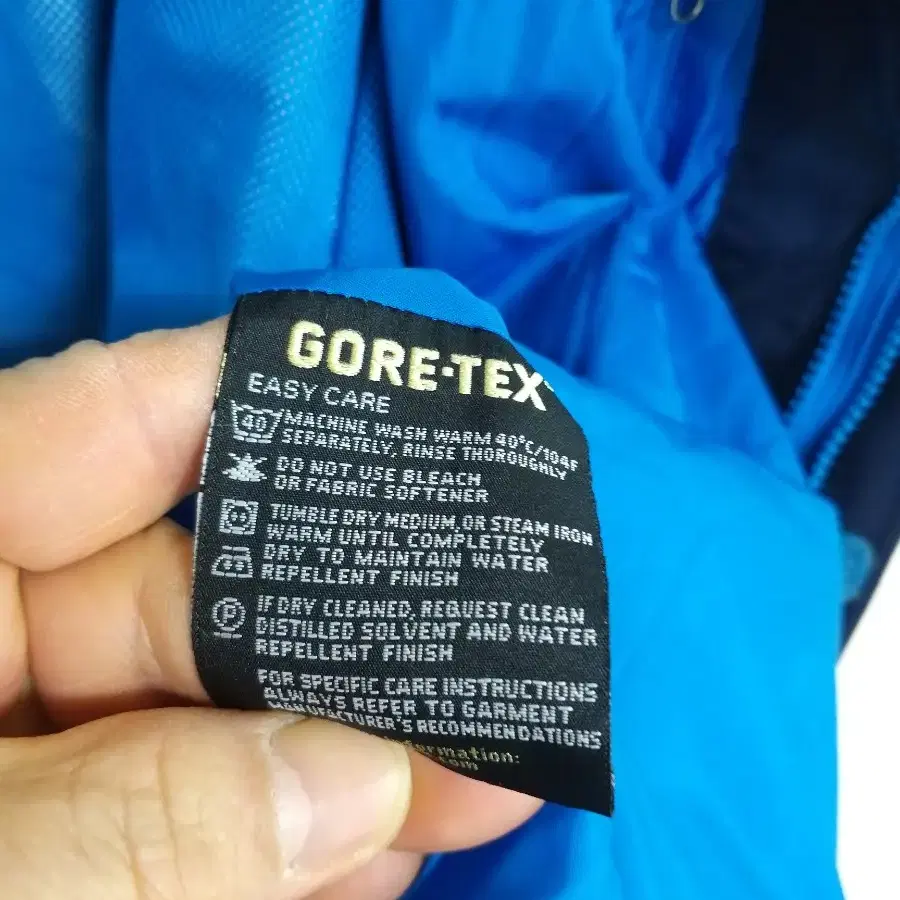 GORE-TEX
EASY CARE
40
MACHINE WASH WARM 40°C/104F
SEPARATELY, RINSE THOROUGHLY
DO NOT USE BLEACH
OR FABRIC SOFTENER
TUMBLE DRY MEDIUM, OR STEAM IRON
WARM UNTIL COMPLETELY
DRY TO MAINTAIN WATER
REPELLENT FINISH
P
IF DRY CLEANED, REQUEST CLEAN
DISTILLED SOLVENT AND WATER
REPELLENT FINISH
FOR SPECIFIC CARE INSTRUCTIONS
ALWAYS REFER TO GARMENT
MANUFACTURER'S RECOMMENDATIONS